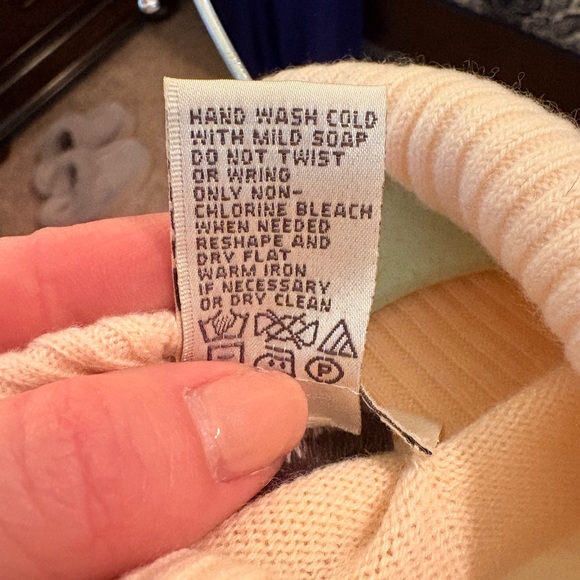 HAND WASH COLD
WITH MILD SOAP
DO NOT TWIST
OR WRING
ONLY NON-
CHLORINE BLEACH
WHEN NEEDED
RESHAPE AND
DRY FLAT
WARM IRON
IF NECESSARY
OR DRY CLEAN
P